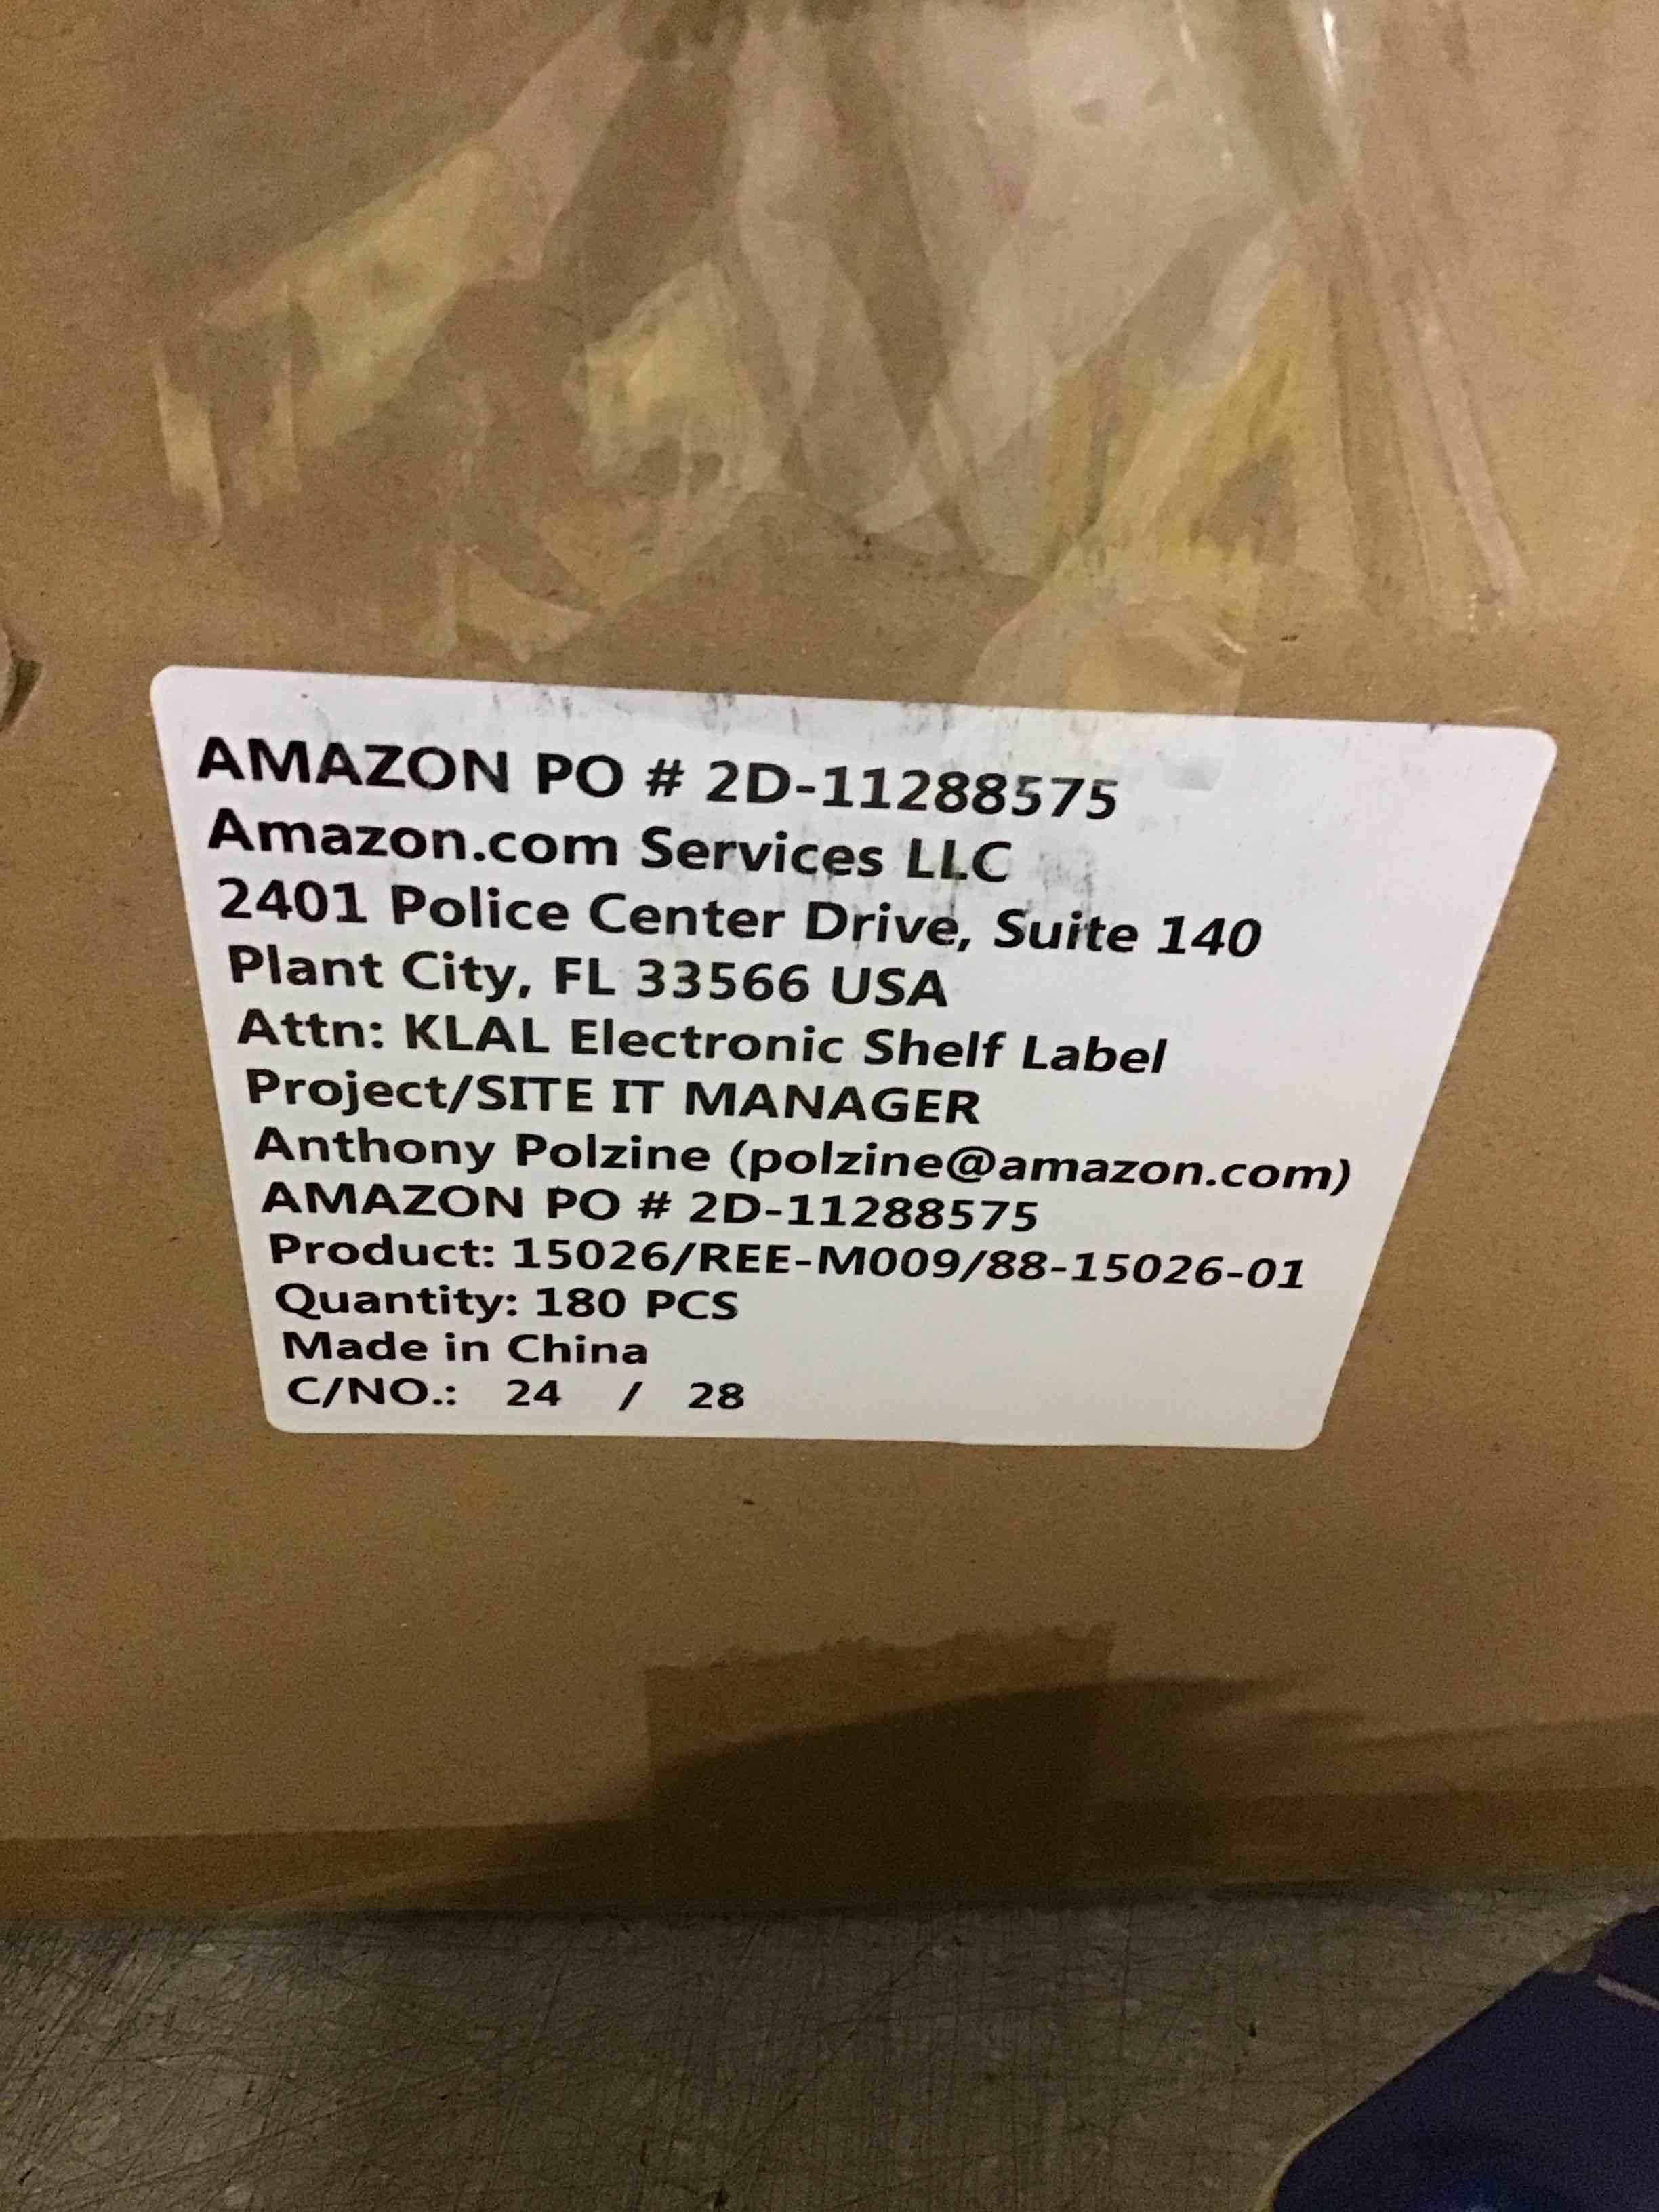 AMAZON PO # 2D-11288575
Amazon.com Services LLC
2401 Police Center Drive, Suite 140
Plant City, FL 33566 USA
Attn: KLAL Electronic Shelf Label
Project/SITE IT MANAGER
Anthony Polzine (polzine@amazon.com)
AMAZON PO # 2D-11288575
Product: 15026/REE-M009/88-15026-01
Quantity: 180 PCS
Made in China
C/NO.: 24 / 28